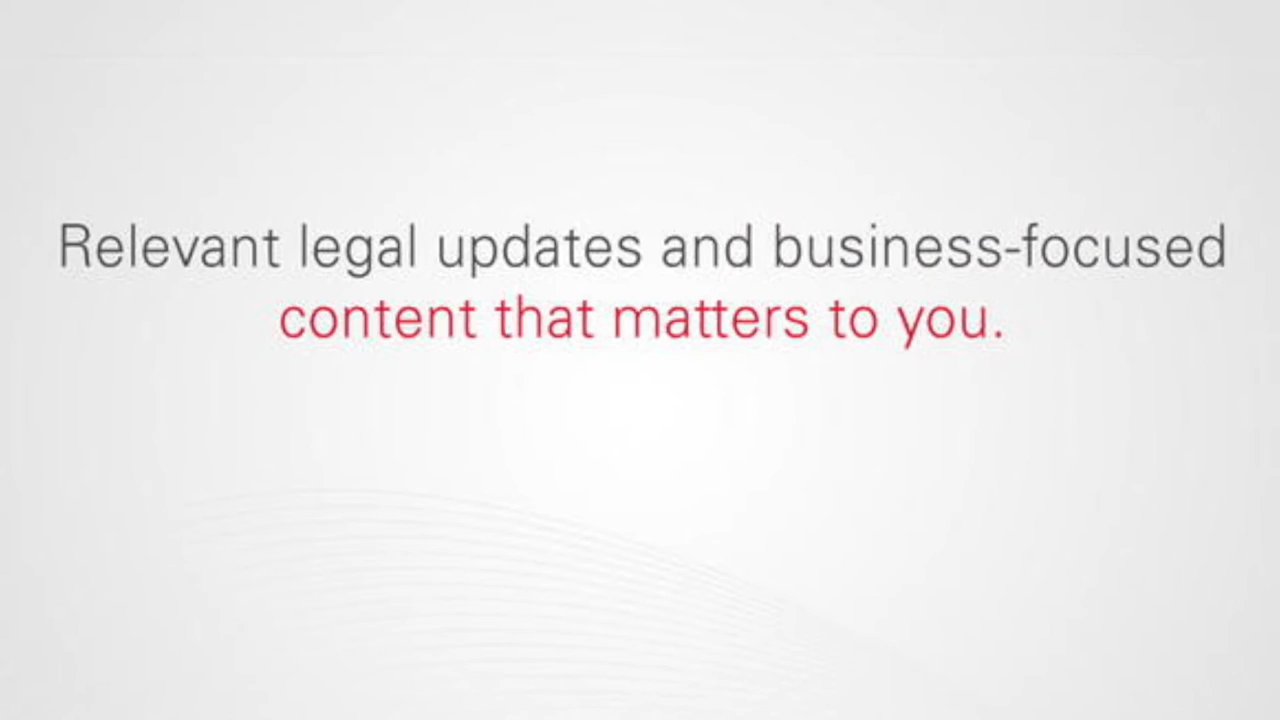 Relevant legal updates and business-focused
content that matters to you.